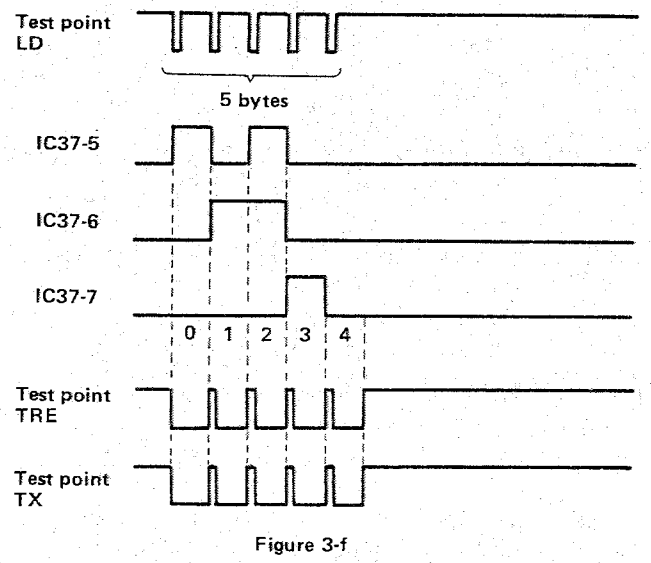 Test point
LD
5 bytes
IC37-5
IC37-6
IC37-7
0 1 2 3 4
Test point
TRE
Test point
TX
Figure 3-f